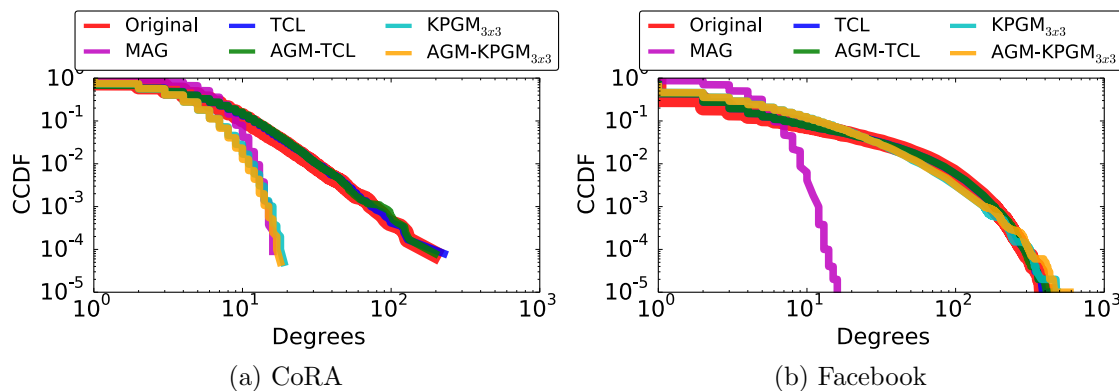 Original TCL KPGM3x3
MAG AGM-TCL AGM-KPGM3x3
CCDF
10^0
10^-1
10^-2
10^-3
10^-4
10^-5
10^0 10^1 10^2 10^3
Degrees
(a) CoRA
Original TCL KPGM3x3
MAG AGM-TCL AGM-KPGM3x3
CCDF
10^0
10^-1
10^-2
10^-3
10^-4
10^-5
10^0 10^1 10^2 10^3
Degrees
(b) Facebook